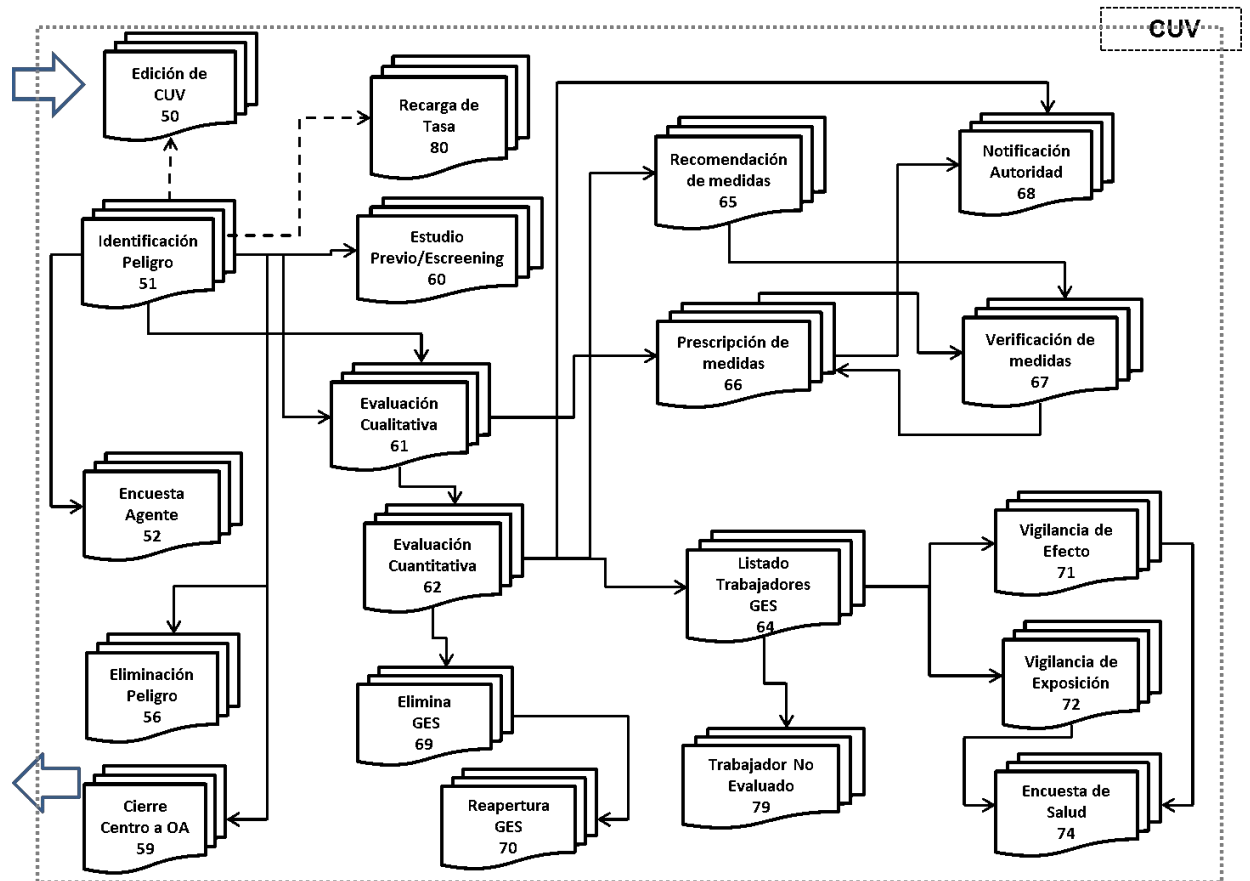 CUV
Edición de
CUV
50
Recarga de
Tasa
80
Recomendación
de medidas
65
Notificación
Autoridad
68
Identificación
Peligro
51
Estudio
Previo/Escreening
60
Prescripción de
medidas
66
Verificación de
medidas
67
Evaluación
Cualitativa
61
Encuesta
Agente
52
Evaluación
Cuantitativa
62
Listado
Trabajadores
GES
64
Vigilancia de
Efecto
71
Eliminación
Peligro
56
Elimina
GES
69
Vigilancia de
Exposición
72
Trabajador No
Evaluado
79
Cierre
Centro a OA
59
Reapertura
GES
70
Encuesta de
Salud
74